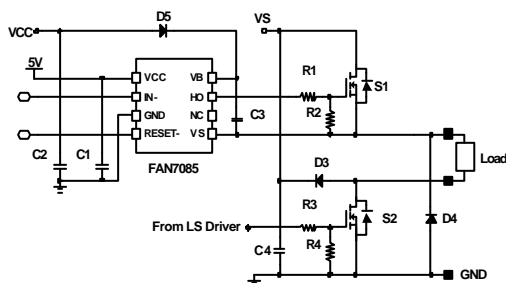 D5
VCC
VS
5V
VCC VB
IN- HO
GND NC
RESET- VS
FAN7085
C2
C1
C3
R1
R2
S1
D3
Load
R3
From LS Driver
R4
S2
D4
C4
GND